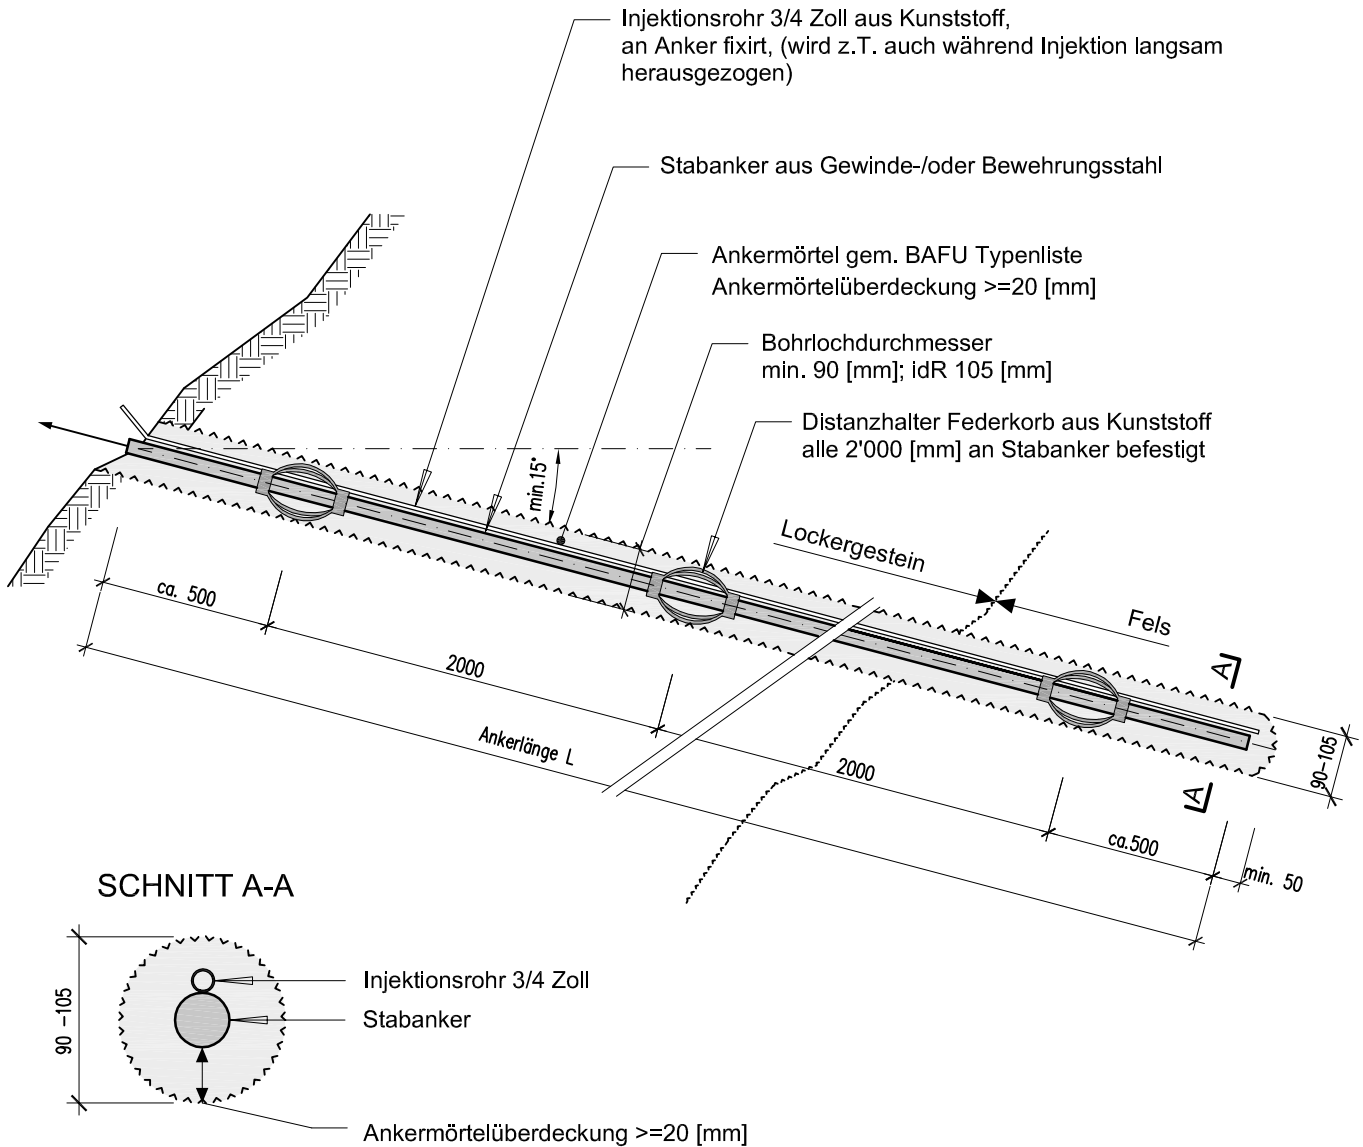 Injektionsrohr 3/4 Zoll aus Kunststoff,
an Anker fixirt, (wird z.T. auch während Injektion langsam
herausgezogen)
Stabanker aus Gewinde-/oder Bewehrungsstahl
Ankermörtel gem. BAFU Typenliste
Ankermörtelüberdeckung >=20 [mm]
Bohrlochdurchmesser
min. 90 [mm]; idR 105 [mm]
Distanzhalter Federkorb aus Kunststoff
alle 2'000 [mm] an Stabanker befestigt
min.15°
Lockergestein
Fels
ca. 500
2000
Ankerlänge L
2000
ca.500
min. 50
90-105
A
A
SCHNITT A-A
90 -105
Injektionsrohr 3/4 Zoll
Stabanker
Ankermörtelüberdeckung >=20 [mm]